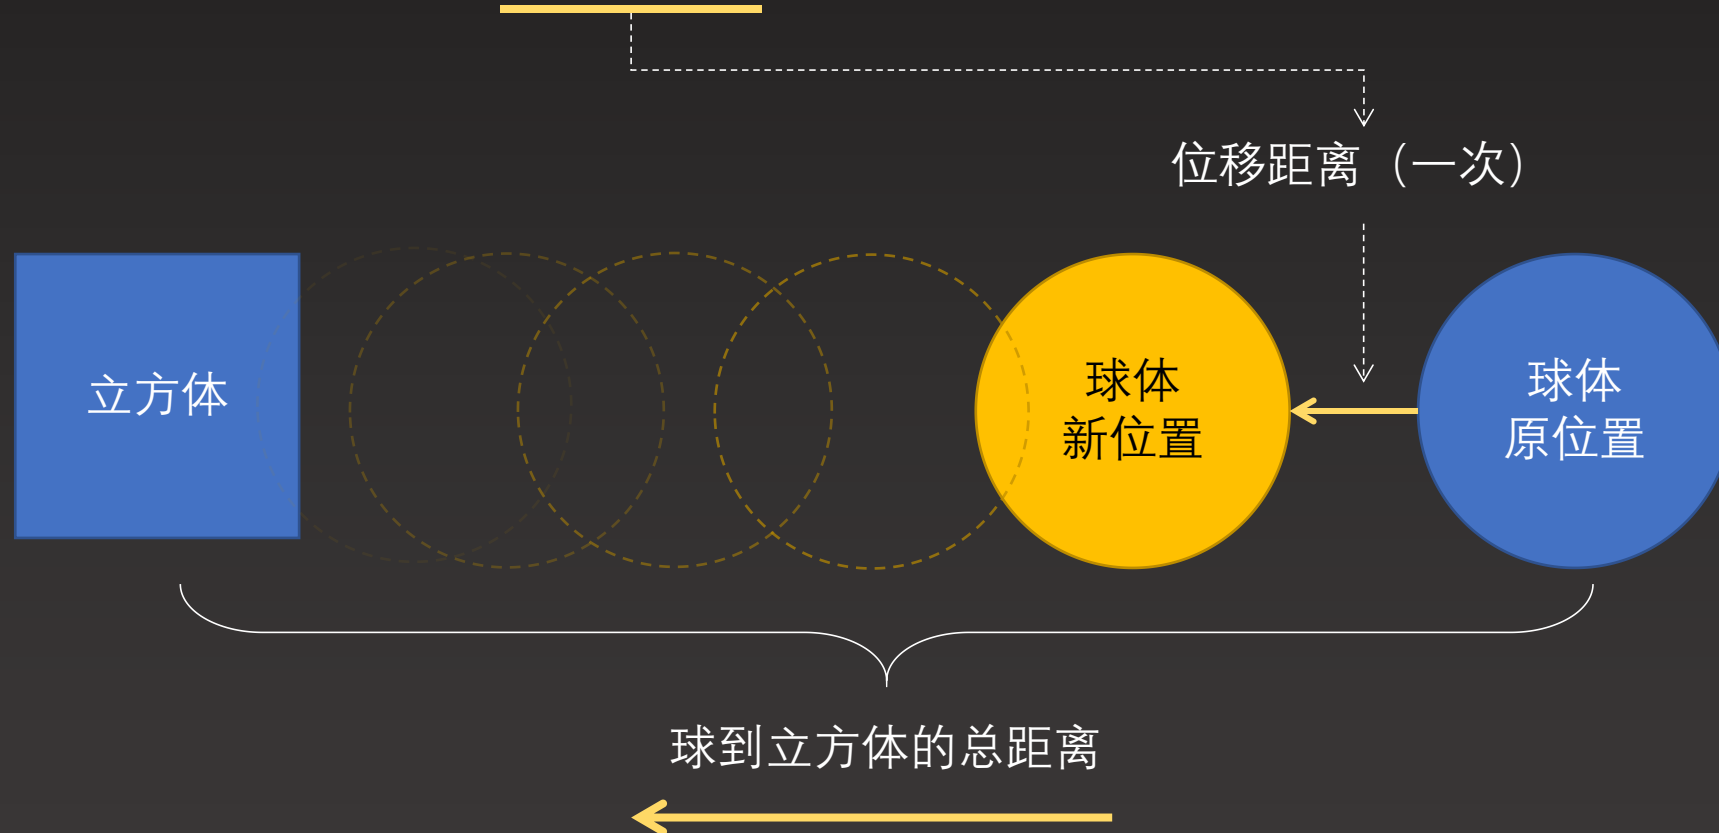 位移距离（一次）
立方体
球体
新位置
球体
原位置
球到立方体的总距离